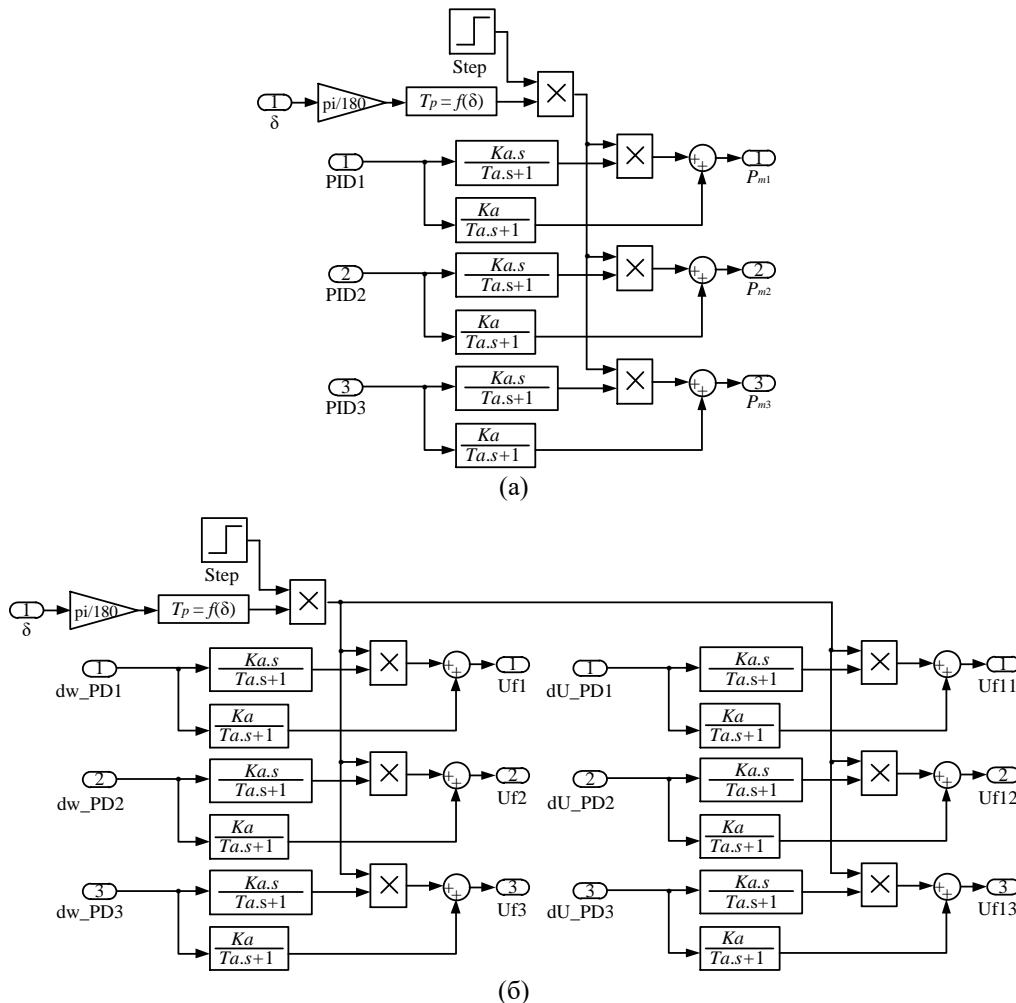 Step
1
δ
pi/180
Tp = f(δ)
×
1
PID1
Ka.s
Ta.s+1
×
+
+
1
Pm1
Ka
Ta.s+1
2
PID2
Ka.s
Ta.s+1
×
+
+
2
Pm2
Ka
Ta.s+1
3
PID3
Ka.s
Ta.s+1
×
+
+
3
Pm3
Ka
Ta.s+1
(а)
Step
1
δ
pi/180
Tp = f(δ)
×
1
dw_PD1
Ka.s
Ta.s+1
×
+
+
1
Uf1
Ka
Ta.s+1
2
dw_PD2
Ka.s
Ta.s+1
×
+
+
2
Uf2
Ka
Ta.s+1
3
dw_PD3
Ka.s
Ta.s+1
×
+
+
3
Uf3
Ka
Ta.s+1
1
dU_PD1
Ka.s
Ta.s+1
×
+
+
1
Uf11
Ka
Ta.s+1
2
dU_PD2
Ka.s
Ta.s+1
×
+
+
2
Uf12
Ka
Ta.s+1
3
dU_PD3
Ka.s
Ta.s+1
×
+
+
3
Uf13
Ka
Ta.s+1
(б)